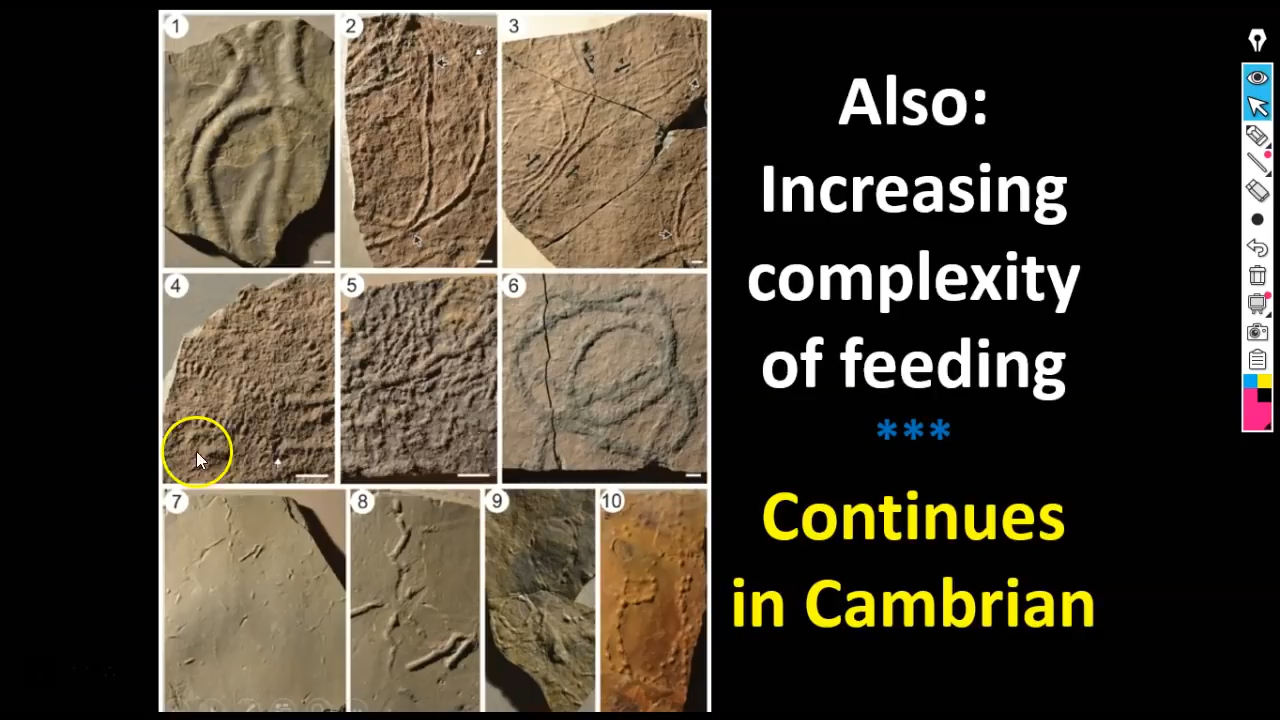 1
2
3
4
5
6
7
8
9
10
Also:
Increasing
complexity
of feeding
***
Continues
in Cambrian